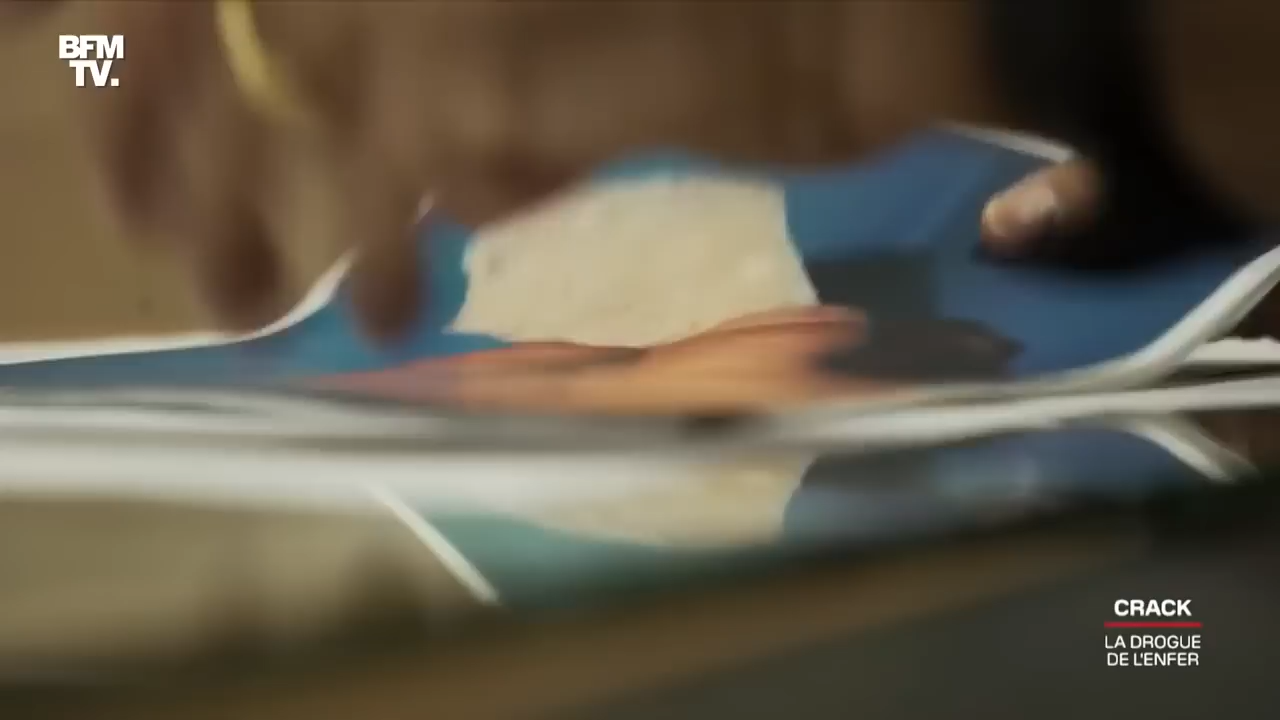 BFM
TV.
CRACK
LA DROGUE
DE L'ENFER